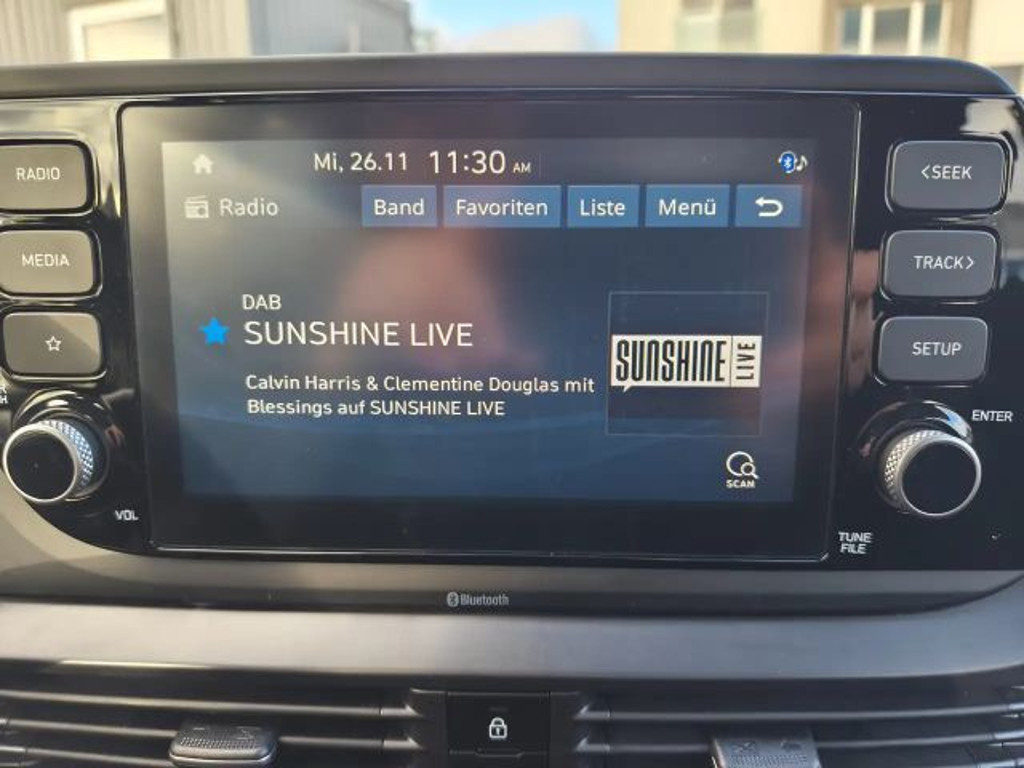 Mi, 26.11 11:30 AM
RADIO
<SEEK
Radio
Band
Favoriten
Liste
Menü
MEDIA
TRACK>
DAB
SUNSHINE LIVE
SUNSHINE LIVE
SETUP
Calvin Harris & Clementine Douglas mit
Blessings auf SUNSHINE LIVE
ENTER
SCAN
VOL
TUNE
FILE
Bluetooth